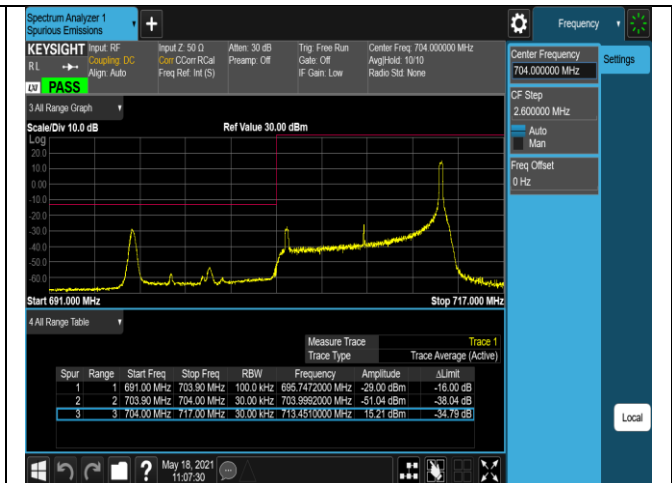 Spectrum Analyzer 1
Spurious Emissions
+
Frequency
KEYSIGHT
R L
LXI PASS
Input: RF
Coupling: DC
Align: Auto
Input Z: 50 Ω
Corr CCorr RCal
Freq Ref: Int (S)
Atten: 30 dB
Preamp: Off
Trig: Free Run
Gate: Off
IF Gain: Low
Center Freq: 704.000000 MHz
Avg|Hold: 10/10
Radio Std: None
Center Frequency
704.000000 MHz
Settings
CF Step
2.600000 MHz
Auto
Man
Freq Offset
0 Hz
3 All Range Graph
Scale/Div 10.0 dB
Ref Value 30.00 dBm
Log
20.0
10.0
0.00
-10.0
-20.0
-30.0
-40.0
-50.0
-60.0
Start 691.000 MHz
Stop 717.000 MHz
4 All Range Table
Measure Trace Trace 1
Trace Type Trace Average (Active)
Spur Range Start Freq Stop Freq RBW Frequency Amplitude ΔLimit
1 1 691.00 MHz 703.90 MHz 100.0 kHz 695.7472000 MHz -29.00 dBm -16.00 dB
2 2 703.90 MHz 704.00 MHz 30.00 kHz 703.9992000 MHz -51.04 dBm -38.04 dB
3 3 704.00 MHz 717.00 MHz 30.00 kHz 713.4510000 MHz 15.21 dBm -34.79 dB
Local
?
May 18, 2021
11:07:30